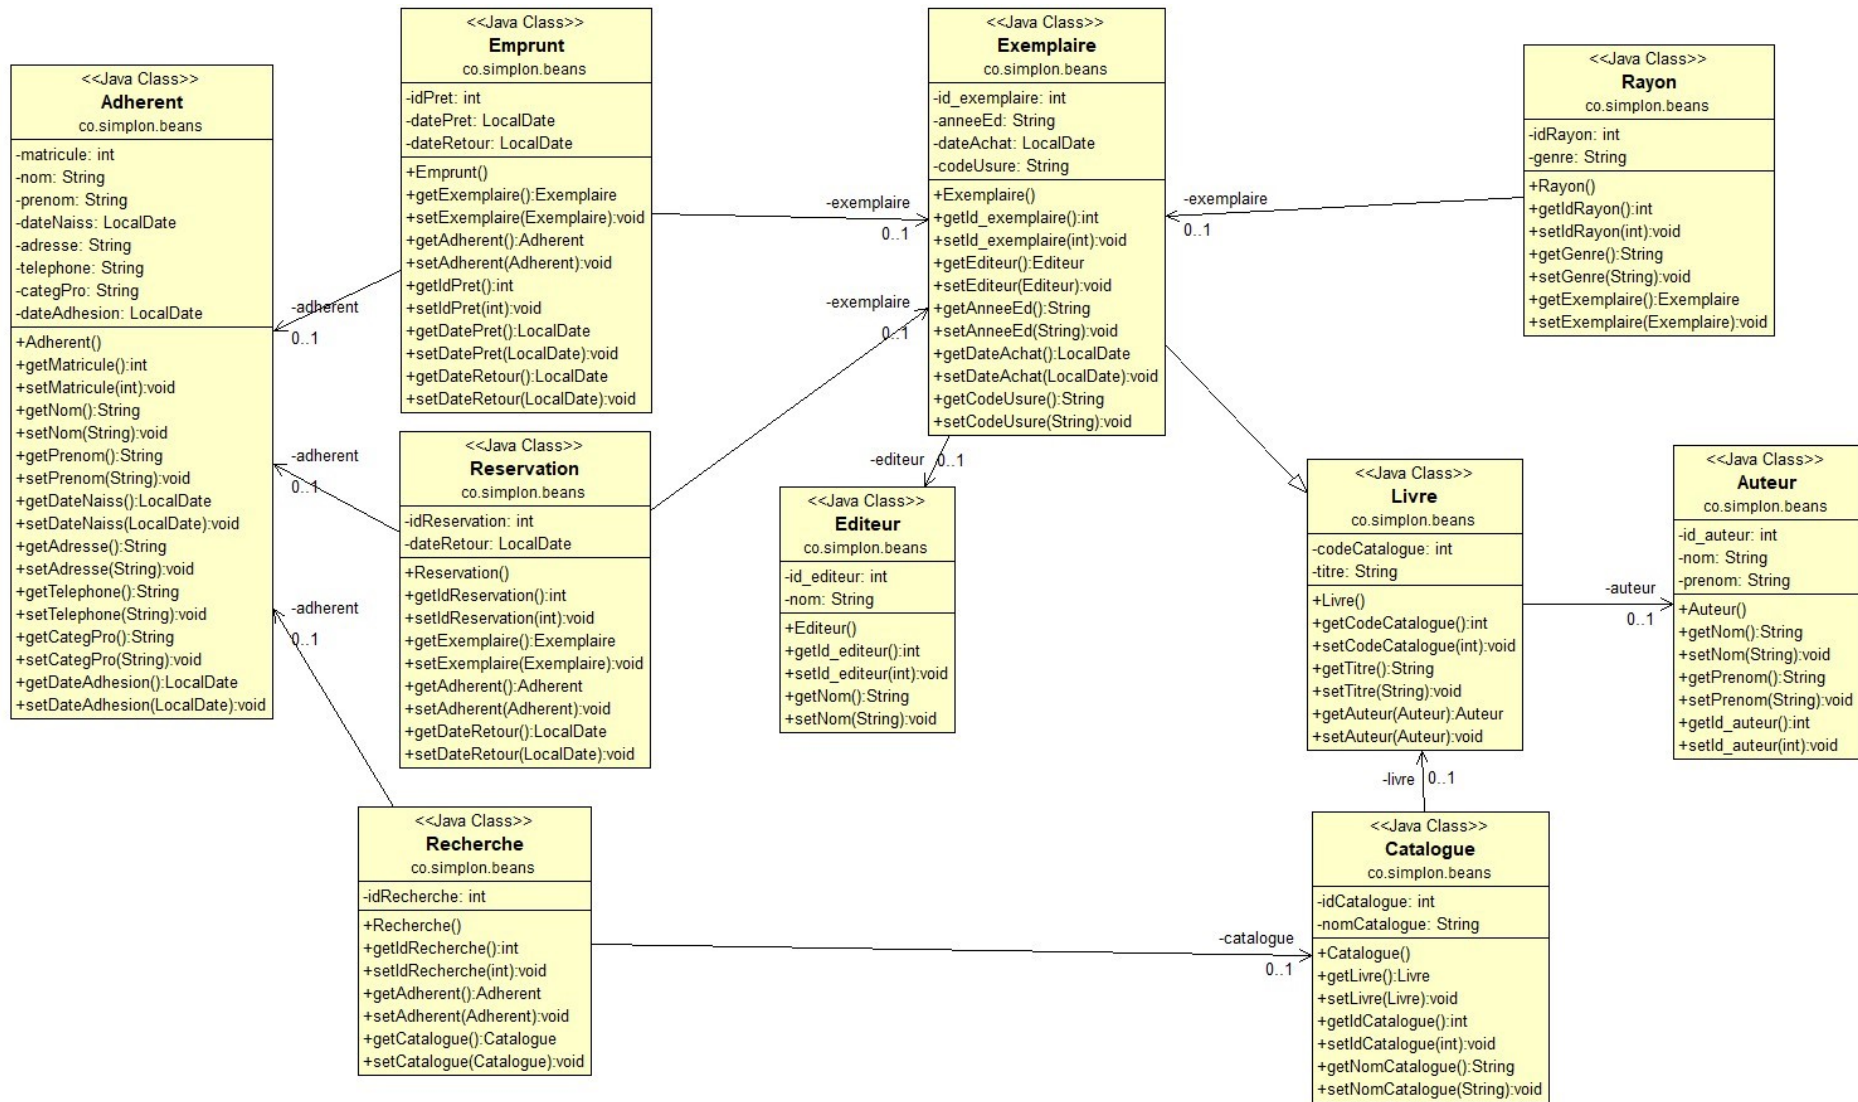 <<Java Class>>
Adherent
co.simplon.beans
-matricule: int
-nom: String
-prenom: String
-dateNaiss: LocalDate
-adresse: String
-telephone: String
-categPro: String
-dateAdhesion: LocalDate
+Adherent()
+getMatricule():int
+setMatricule(int):void
+getNom():String
+setNom(String):void
+getPrenom():String
+setPrenom(String):void
+getDateNaiss():LocalDate
+setDateNaiss(LocalDate):void
+getAdresse():String
+setAdresse(String):void
+getTelephone():String
+setTelephone(String):void
+getCategPro():String
+setCategPro(String):void
+getDateAdhesion():LocalDate
+setDateAdhesion(LocalDate):void
<<Java Class>>
Emprunt
co.simplon.beans
-idPret: int
-datePret: LocalDate
-dateRetour: LocalDate
+Emprunt()
+getExemplaire():Exemplaire
+setExemplaire(Exemplaire):void
+getAdherent():Adherent
+setAdherent(Adherent):void
+getIdPret():int
+setIdPret(int):void
+getDatePret():LocalDate
+setDatePret(LocalDate):void
+getDateRetour():LocalDate
+setDateRetour(LocalDate):void
-adherent
0..1
-exemplaire
0..1
<<Java Class>>
Exemplaire
co.simplon.beans
-id_exemplaire: int
-anneeEd: String
-dateAchat: LocalDate
-codeUsure: String
+Exemplaire()
+getId_exemplaire():int
+setId_exemplaire(int):void
+getEditeur():Editeur
+setEditeur(Editeur):void
+getAnneeEd():String
+setAnneeEd(String):void
+getDateAchat():LocalDate
+setDateAchat(LocalDate):void
+getCodeUsure():String
+setCodeUsure(String):void
-exemplaire
0..1
<<Java Class>>
Rayon
co.simplon.beans
-idRayon: int
-genre: String
+Rayon()
+getIdRayon():int
+setIdRayon(int):void
+getGenre():String
+setGenre(String):void
+getExemplaire():Exemplaire
+setExemplaire(Exemplaire):void
-exemplaire
0..1
-adherent
0..1
<<Java Class>>
Reservation
co.simplon.beans
-idReservation: int
-dateRetour: LocalDate
+Reservation()
+getIdReservation():int
+setIdReservation(int):void
+getExemplaire():Exemplaire
+setExemplaire(Exemplaire):void
+getAdherent():Adherent
+setAdherent(Adherent):void
+getDateRetour():LocalDate
+setDateRetour(LocalDate):void
-editeur 0..1
<<Java Class>>
Editeur
co.simplon.beans
-id_editeur: int
-nom: String
+Editeur()
+getId_editeur():int
+setId_editeur(int):void
+getNom():String
+setNom(String):void
<<Java Class>>
Livre
co.simplon.beans
-codeCatalogue: int
-titre: String
+Livre()
+getCodeCatalogue():int
+setCodeCatalogue(int):void
+getTitre():String
+setTitre(String):void
+getAuteur(Auteur):Auteur
+setAuteur(Auteur):void
-auteur
0..1
<<Java Class>>
Auteur
co.simplon.beans
-id_auteur: int
-nom: String
-prenom: String
+Auteur()
+getNom():String
+setNom(String):void
+getPrenom():String
+setPrenom(String):void
+getId_auteur():int
+setId_auteur(int):void
-adherent
0..1
<<Java Class>>
Recherche
co.simplon.beans
-idRecherche: int
+Recherche()
+getIdRecherche():int
+setIdRecherche(int):void
+getAdherent():Adherent
+setAdherent(Adherent):void
+getCatalogue():Catalogue
+setCatalogue(Catalogue):void
-catalogue
0..1
-livre 0..1
<<Java Class>>
Catalogue
co.simplon.beans
-idCatalogue: int
-nomCatalogue: String
+Catalogue()
+getLivre():Livre
+setLivre(Livre):void
+getIdCatalogue():int
+setIdCatalogue(int):void
+getNomCatalogue():String
+setNomCatalogue(String):void